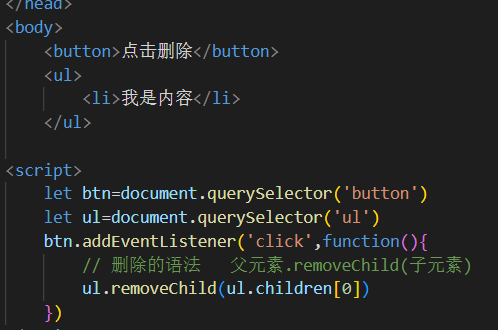 </head>
<body>
    <button>点击删除</button>
    <ul>
        <li>我是内容</li>
    </ul>

<script>
    let btn=document.querySelector('button')
    let ul=document.querySelector('ul')
    btn.addEventListener('click',function(){
        // 删除的语法   父元素.removeChild(子元素)
        ul.removeChild(ul.children[0])
    })